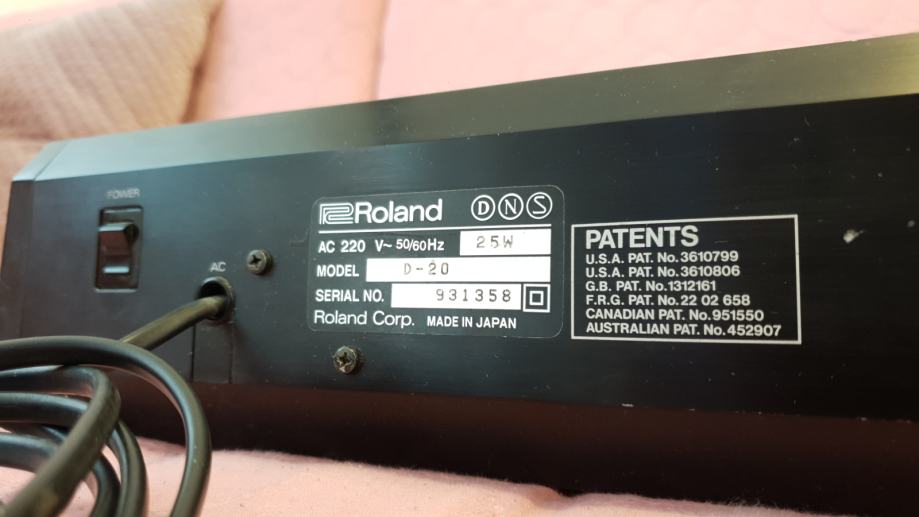 POWER
AC
Roland D N S
AC 220 V~ 50/60Hz 25W
MODEL D-20
SERIAL NO. 931358
Roland Corp. MADE IN JAPAN
PATENTS
U.S.A. PAT. No.3610799
U.S.A. PAT. No.3610806
G.B. PAT. No.1312161
F.R.G. PAT. No.22 02 658
CANADIAN PAT. No.951550
AUSTRALIAN PAT. No.452907